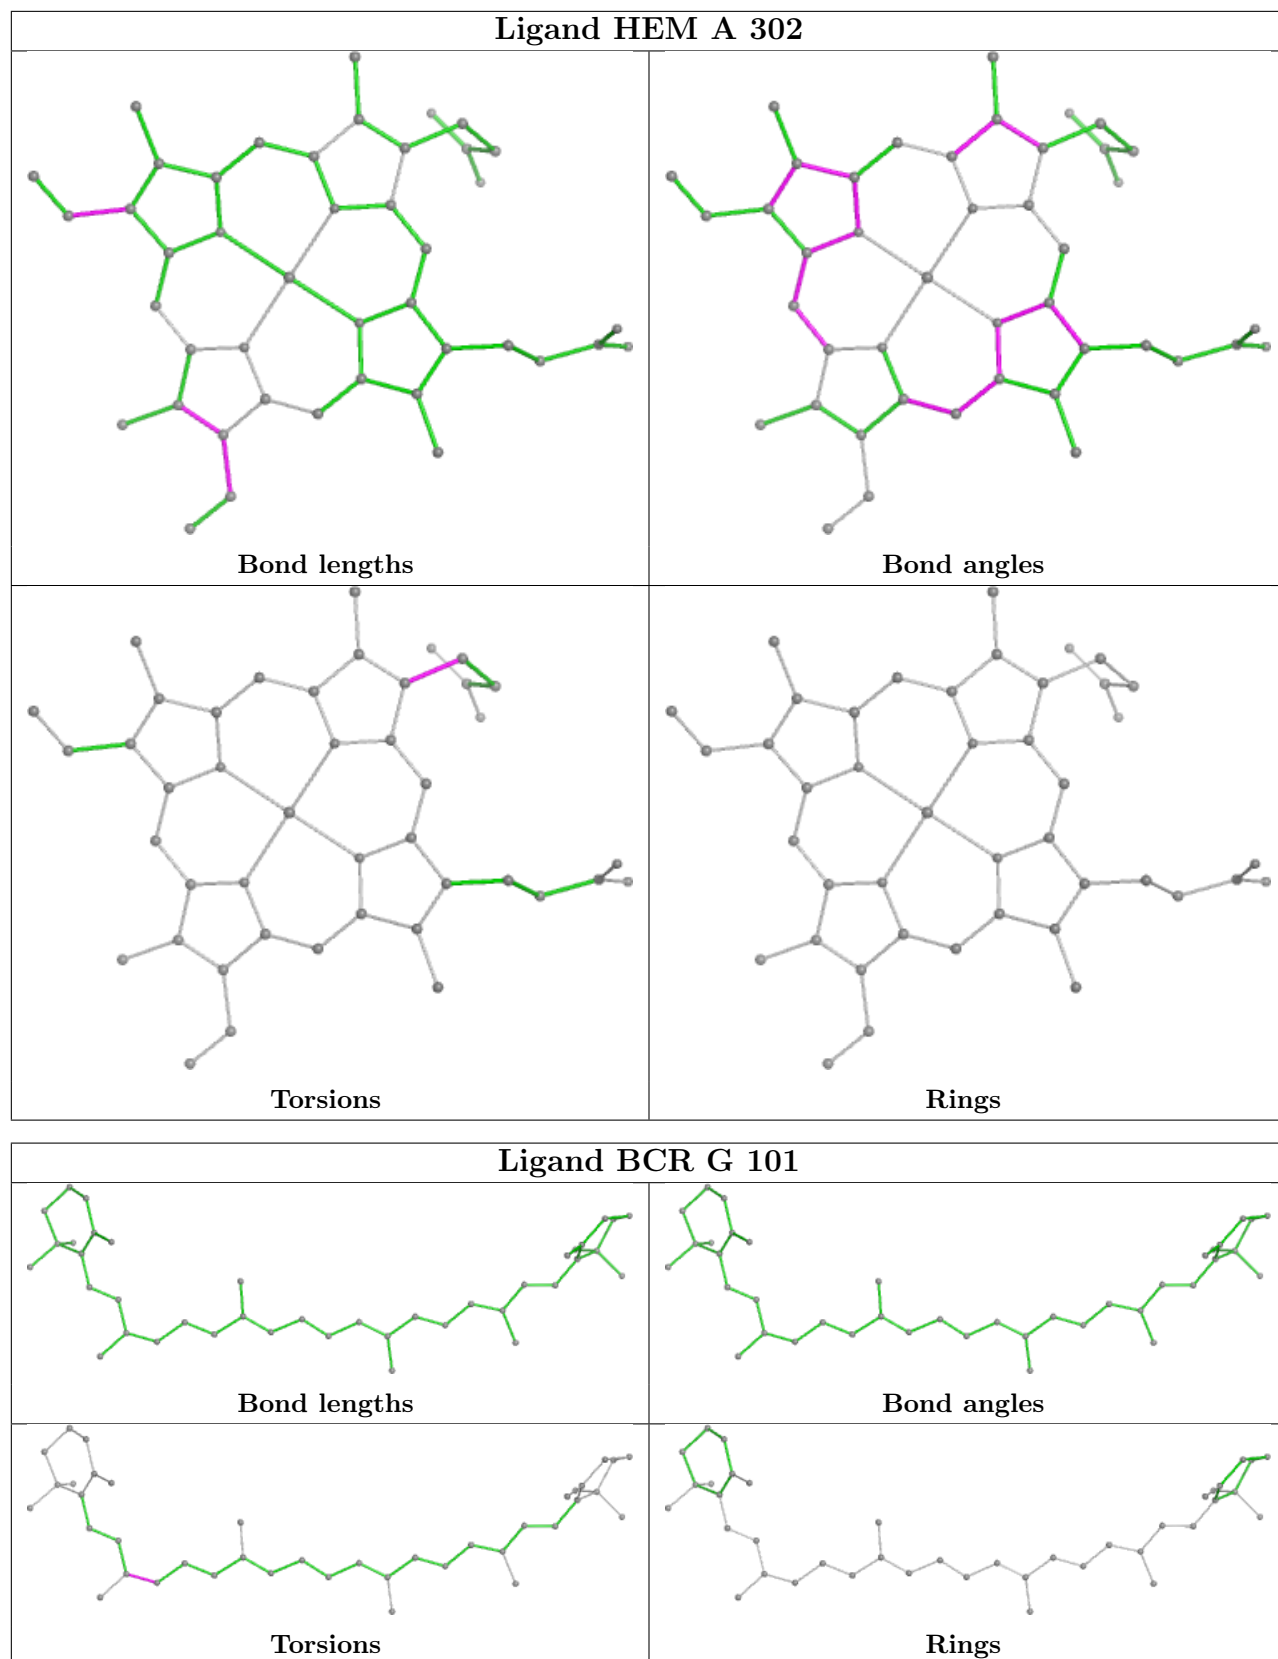 Ligand HEM A 302
Bond lengths
Bond angles
Torsions
Rings
Ligand BCR G 101
Bond lengths
Bond angles
Torsions
Rings